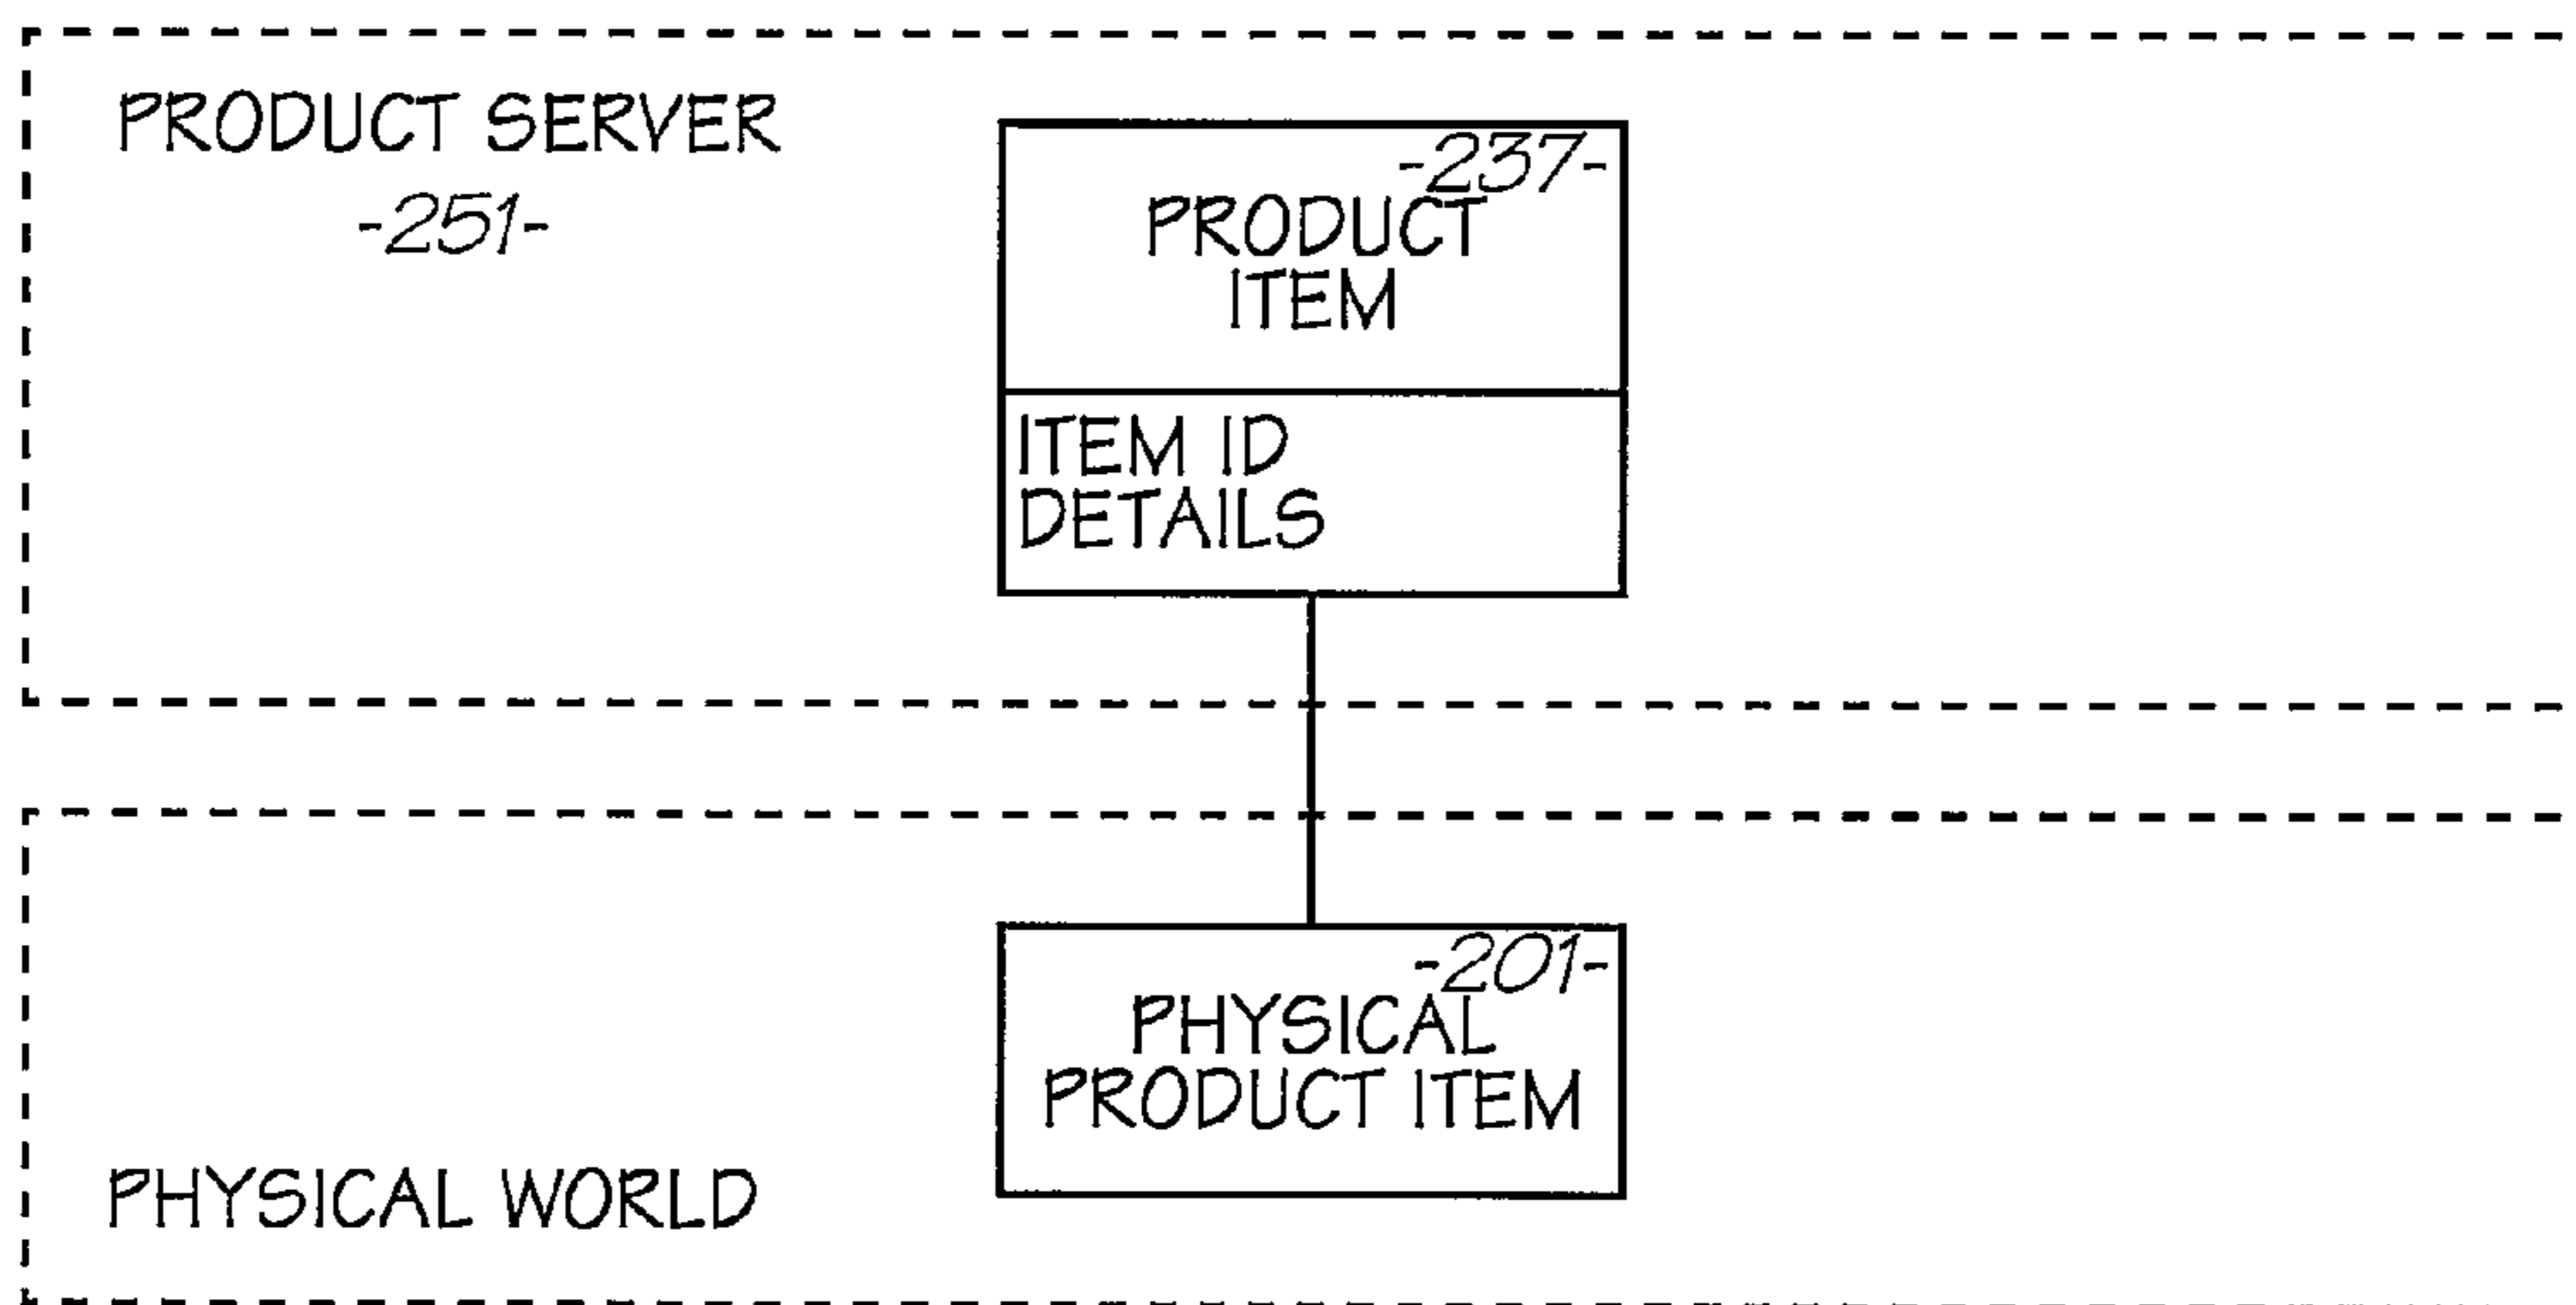 PRODUCT SERVER
-251-
-237-
PRODUCT
ITEM
ITEM ID
DETAILS
-201-
PHYSICAL
PRODUCT ITEM
PHYSICAL WORLD